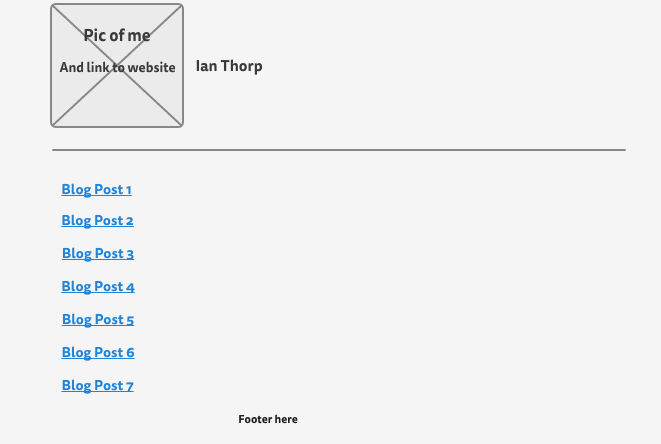 Pic of me
And link to website
Ian Thorp
Blog Post 1
Blog Post 2
Blog Post 3
Blog Post 4
Blog Post 5
Blog Post 6
Blog Post 7
Footer here